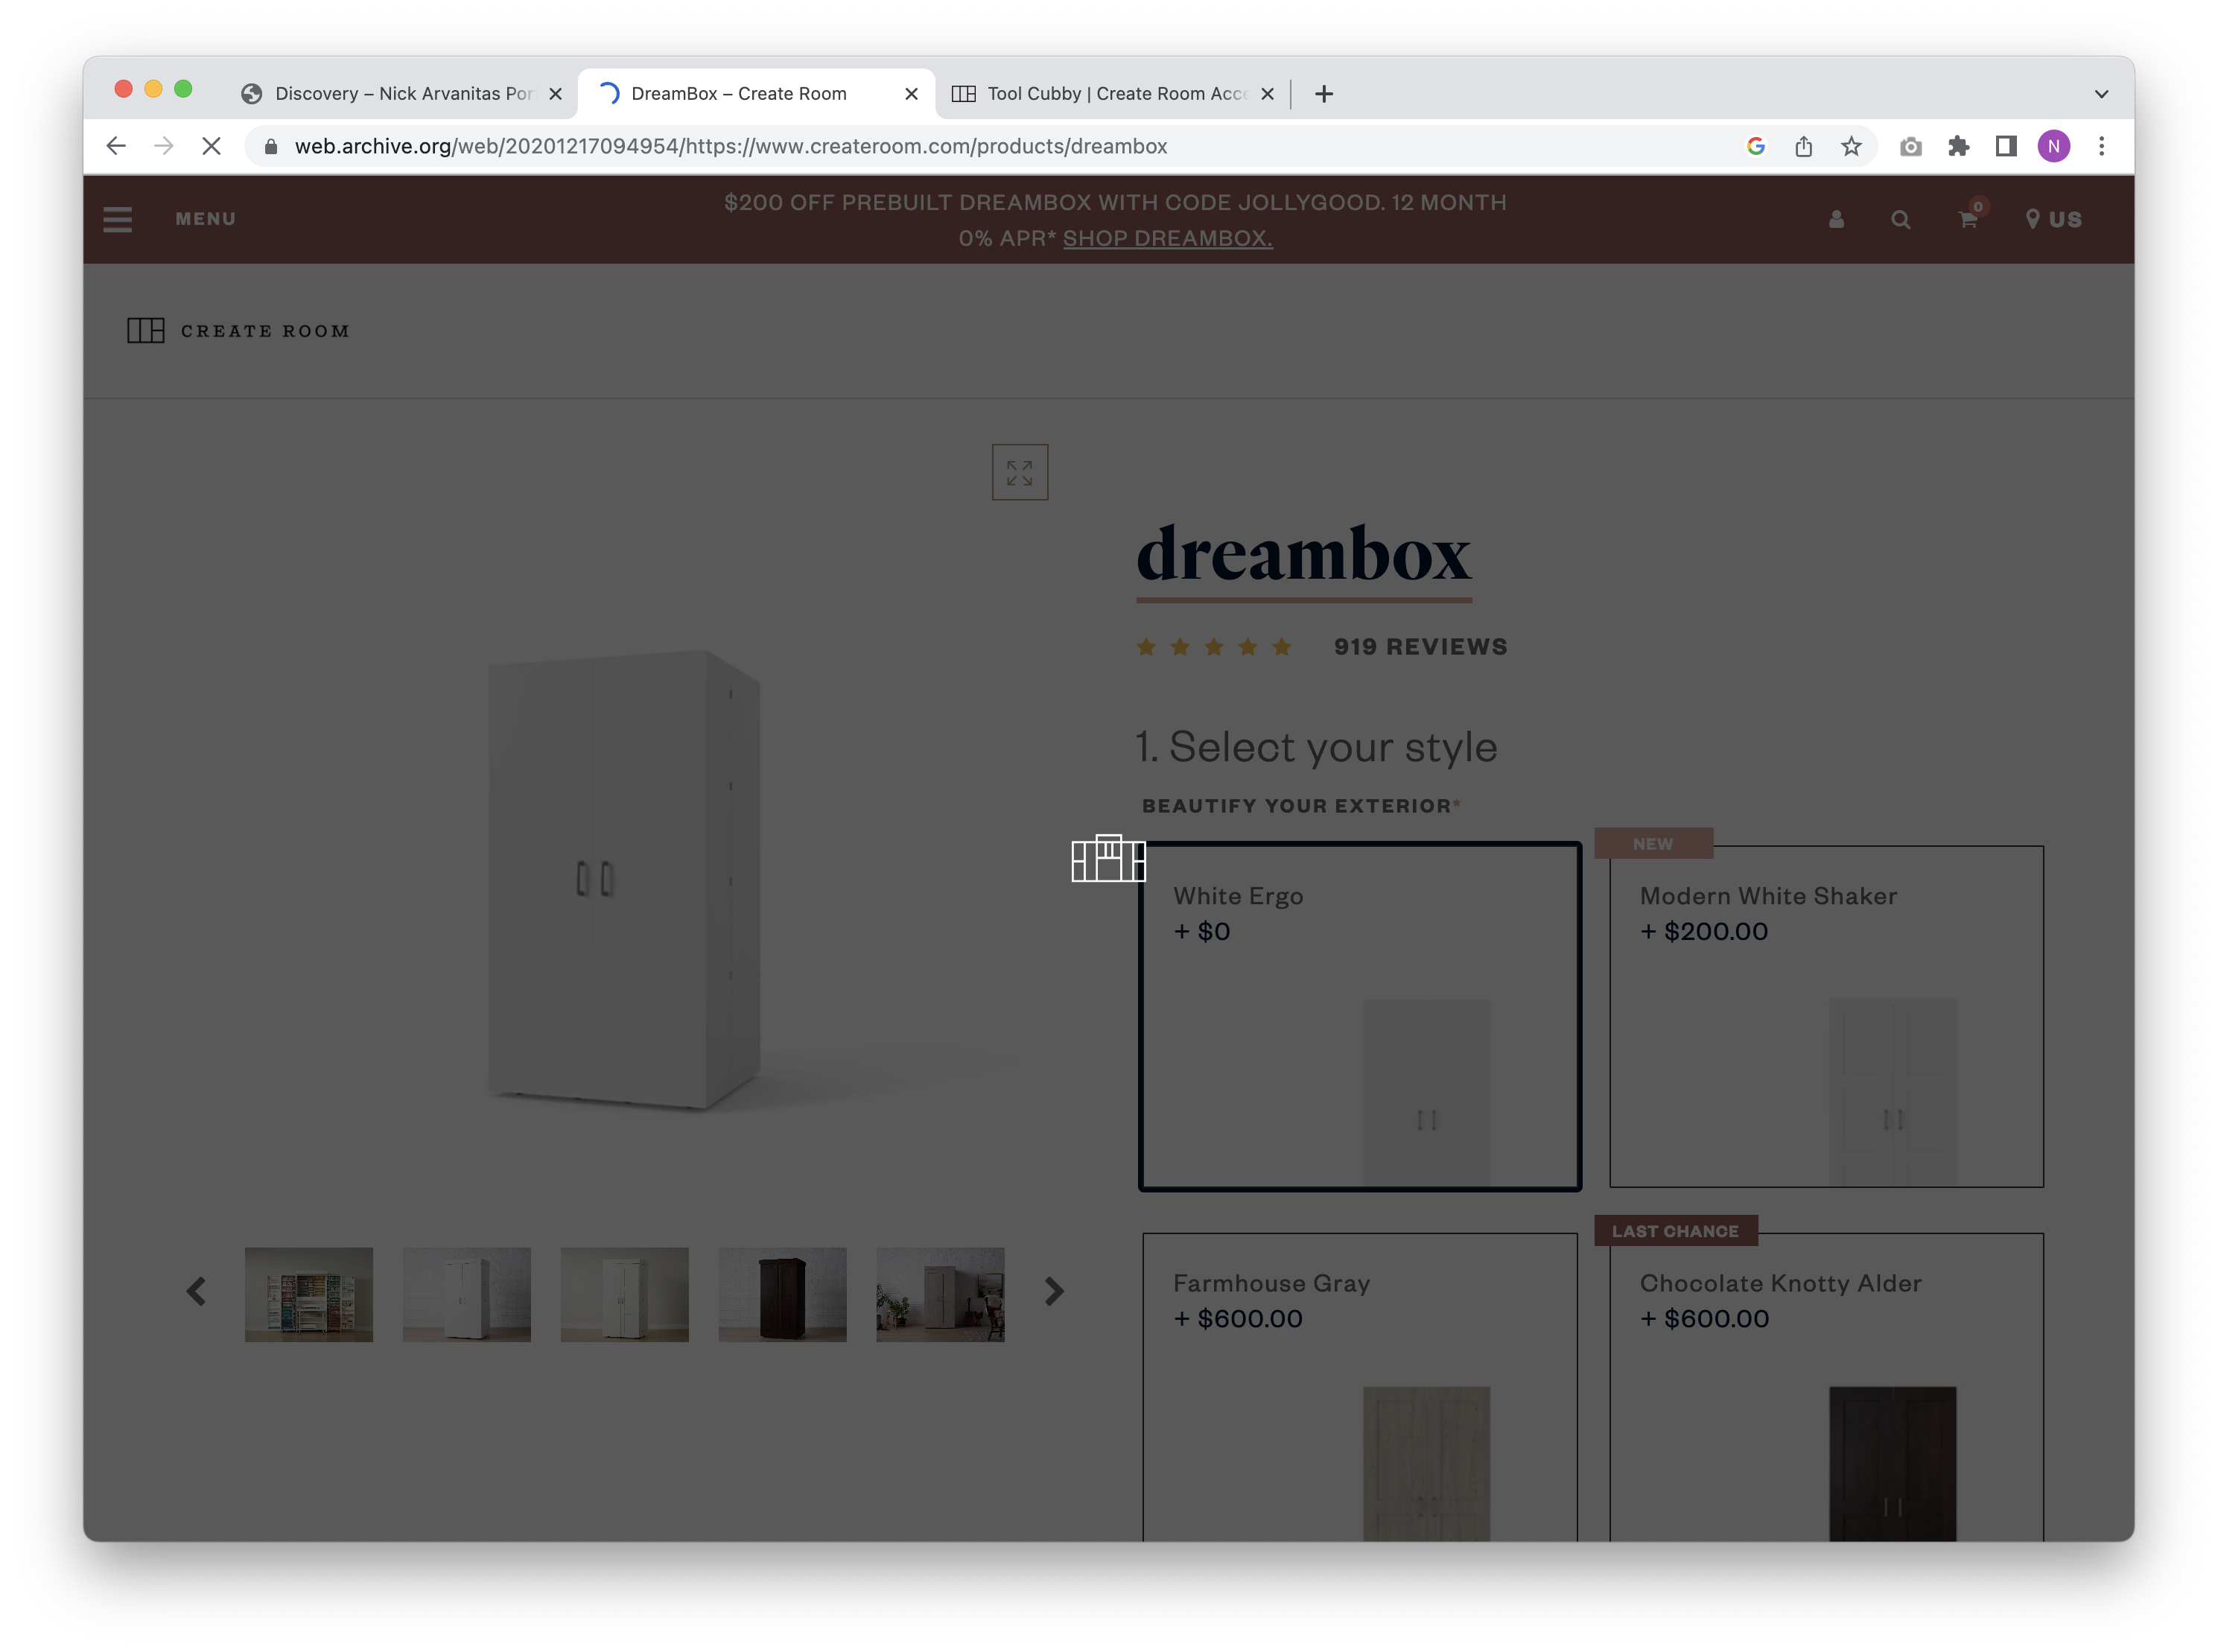 Discovery – Nick Arvanitas Por
DreamBox – Create Room
Tool Cubby | Create Room Acce
web.archive.org/web/20201217094954/https://www.createroom.com/products/dreambox
N
MENU
$200 OFF PREBUILT DREAMBOX WITH CODE JOLLYGOOD. 12 MONTH
0% APR* SHOP DREAMBOX.
0
US
CREATE ROOM
dreambox
919 REVIEWS
1. Select your style
BEAUTIFY YOUR EXTERIOR*
White Ergo
+ $0
NEW
Modern White Shaker
+ $200.00
Farmhouse Gray
+ $600.00
LAST CHANCE
Chocolate Knotty Alder
+ $600.00